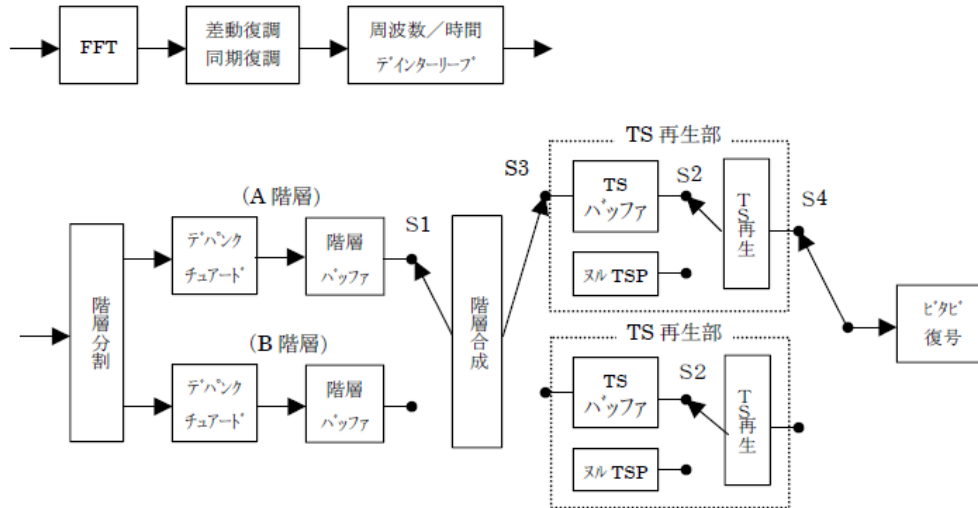 FFT
差動復調
同期復調
周波数／時間
ﾃﾞｲﾝﾀｰﾘｰﾌﾞ
TS 再生部
S3
TS
ﾊﾞｯﾌｧ
S2
TS再生
S4
ﾇﾙ TSP
(A 階層)
S1
ﾃﾞﾊﾟﾝｸ
ﾁｭｱｰﾄﾞ
階層
ﾊﾞｯﾌｧ
階層分割
階層合成
ﾋﾞﾀﾋﾞ
復号
(B 階層)
ﾃﾞﾊﾟﾝｸ
ﾁｭｱｰﾄﾞ
階層
ﾊﾞｯﾌｧ
TS 再生部
TS
ﾊﾞｯﾌｧ
S2
TS再生
ﾇﾙ TSP